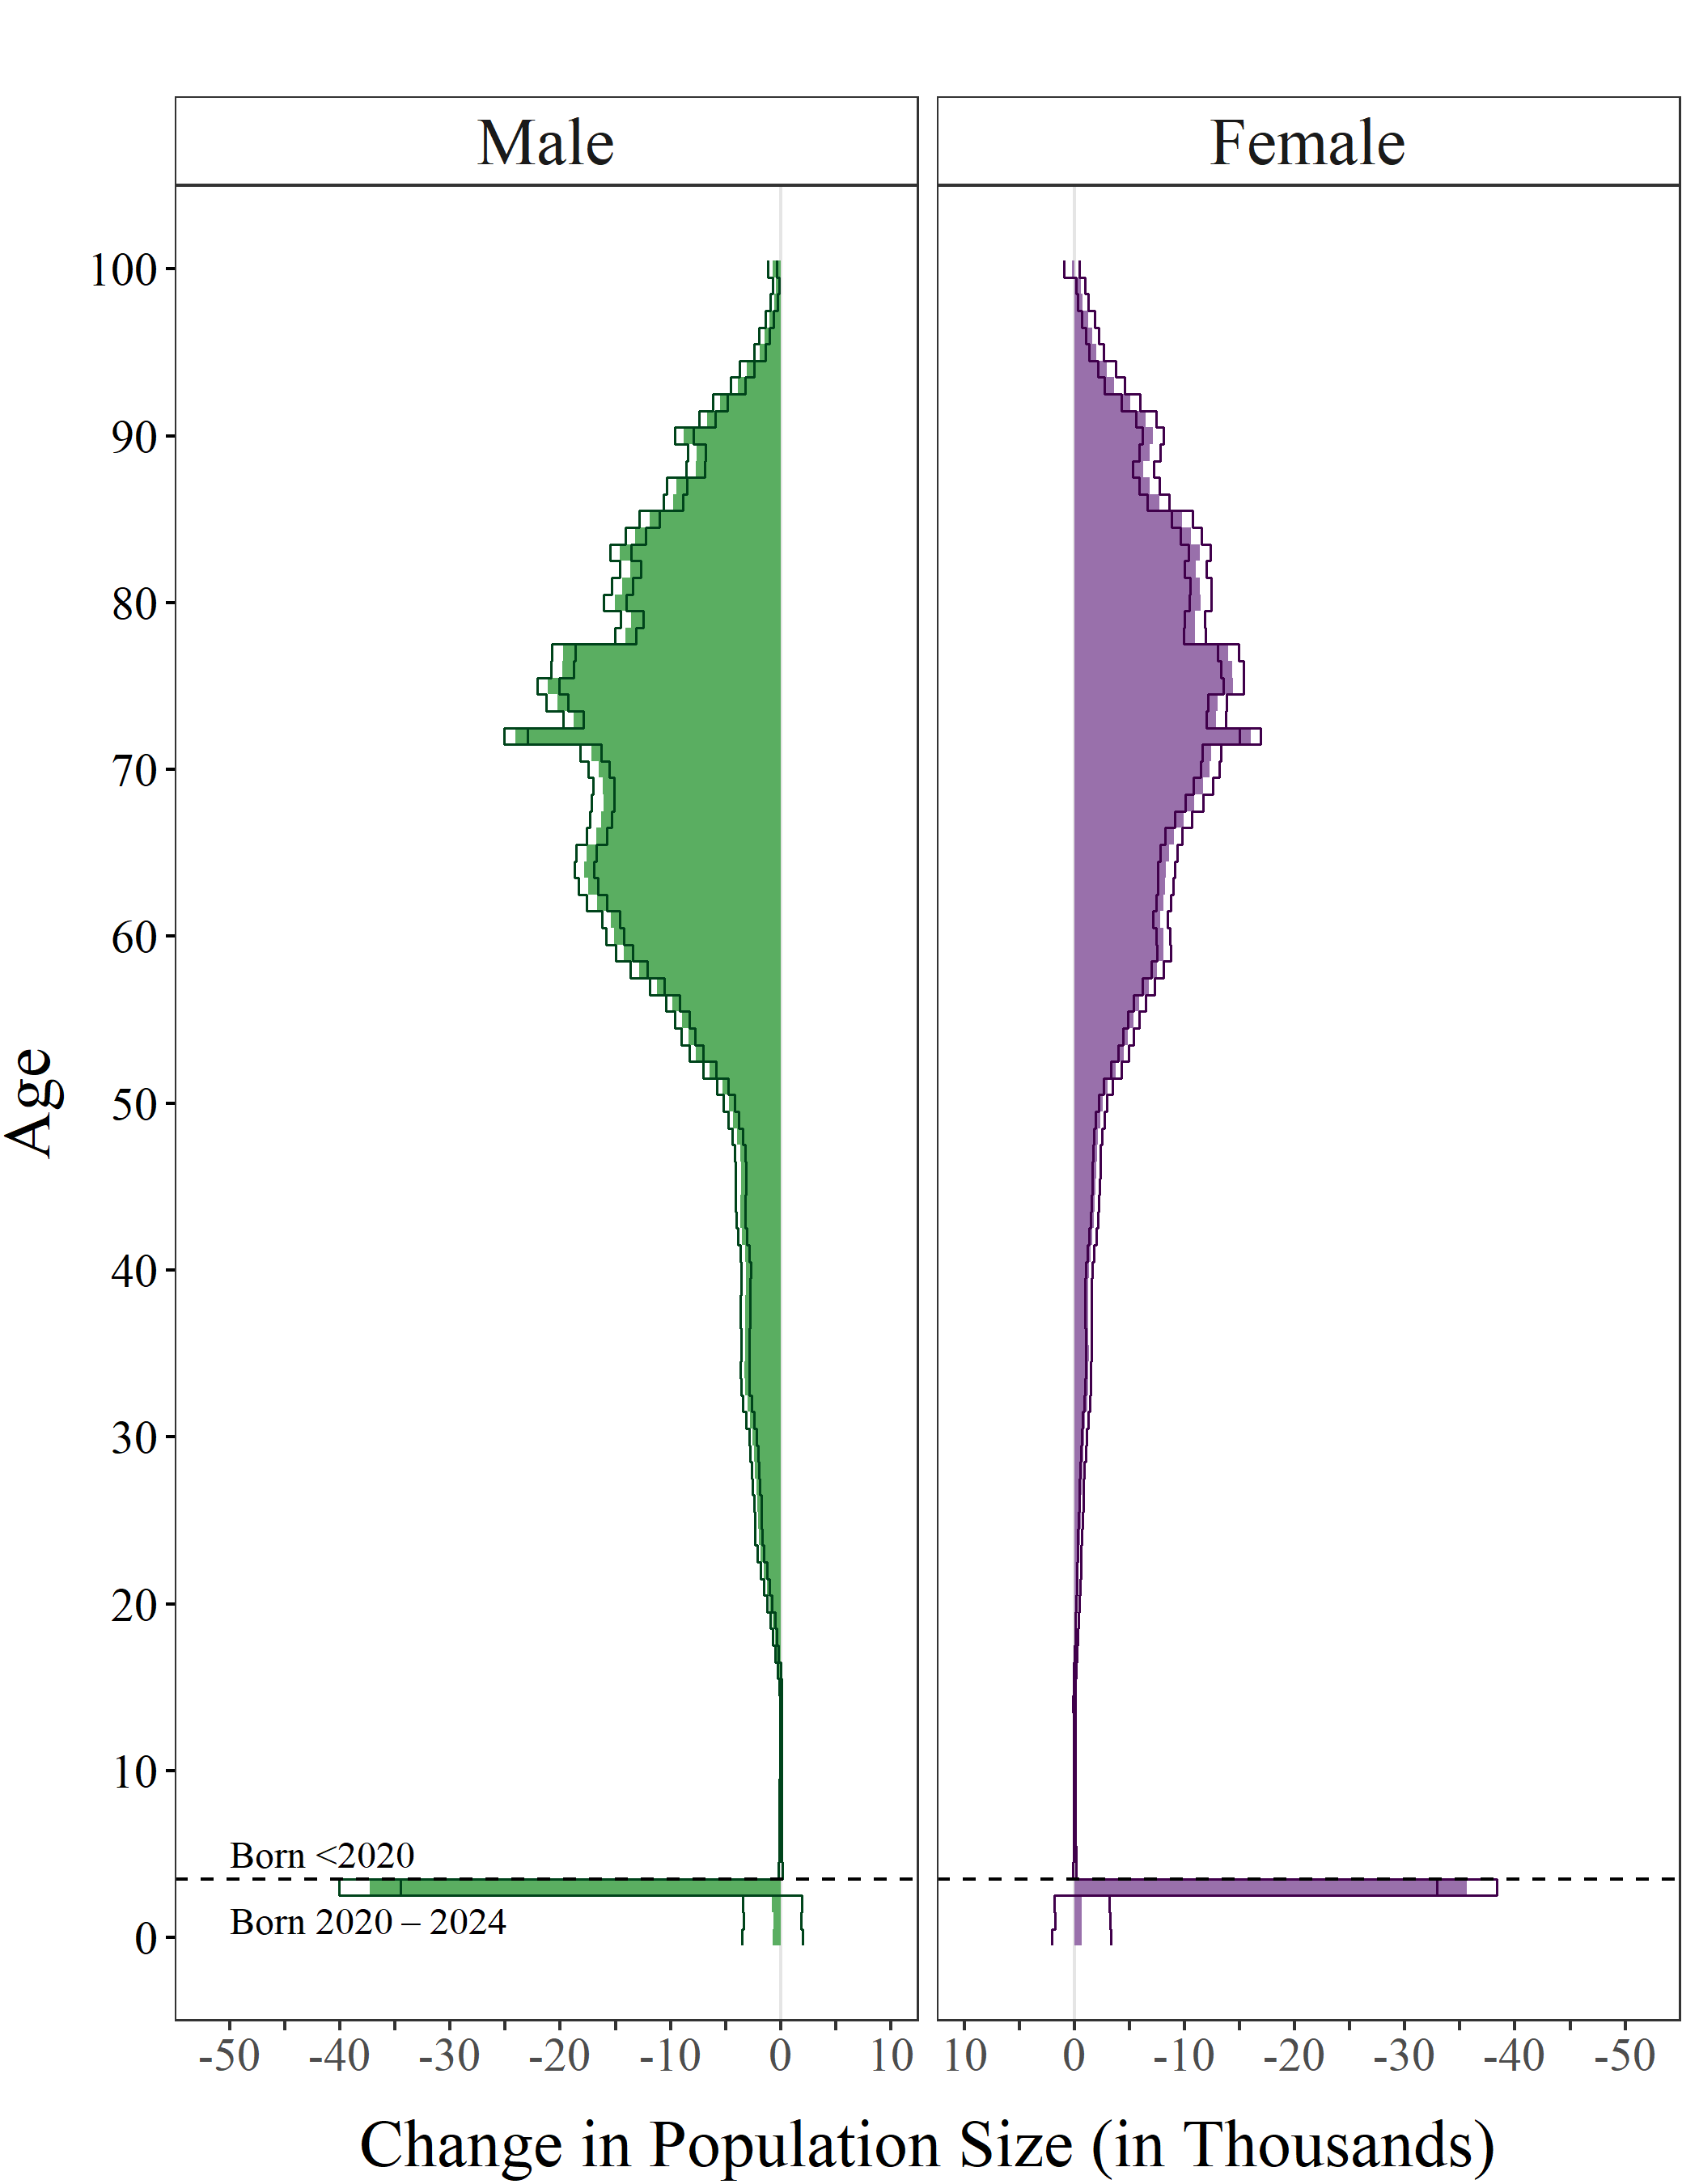 Male
Female
100
90
80
70
60
50
40
30
20
10
0
Age
Born <2020
Born 2020 – 2024
-50 -40 -30 -20 -10 0 10
10 0 -10 -20 -30 -40 -50
Change in Population Size (in Thousands)